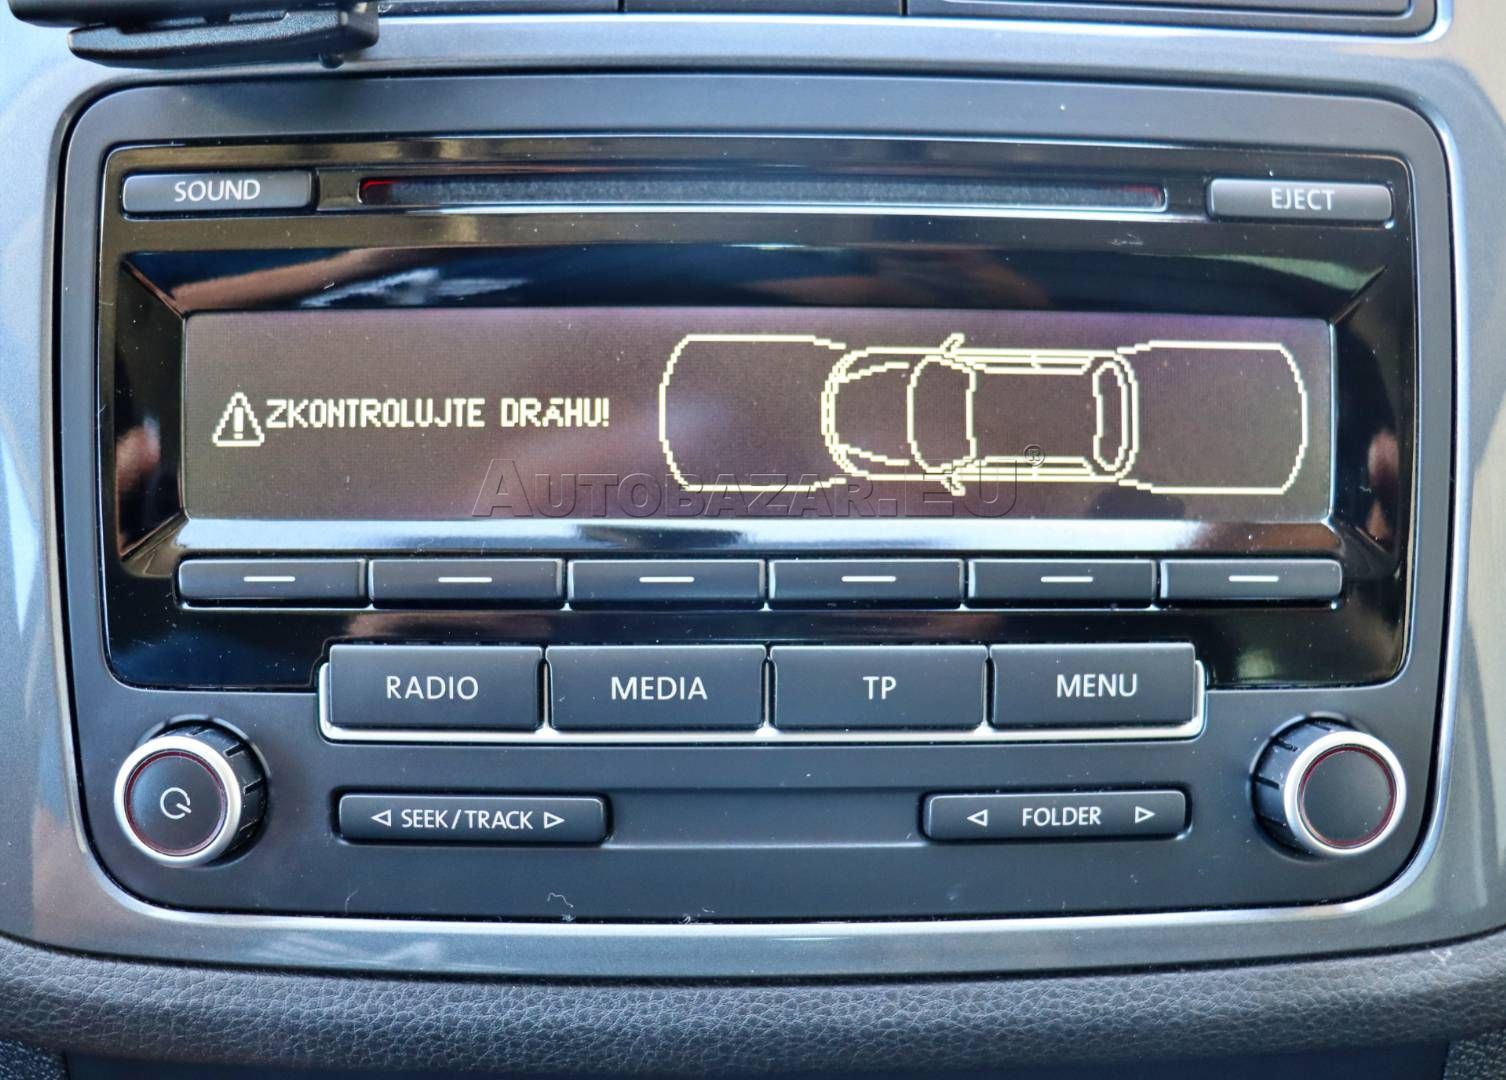 SOUND
EJECT
ZKONTROLUJTE DRÁHU!
AUTOBAZAR.EU®
RADIO
MEDIA
TP
MENU
SEEK/TRACK
FOLDER